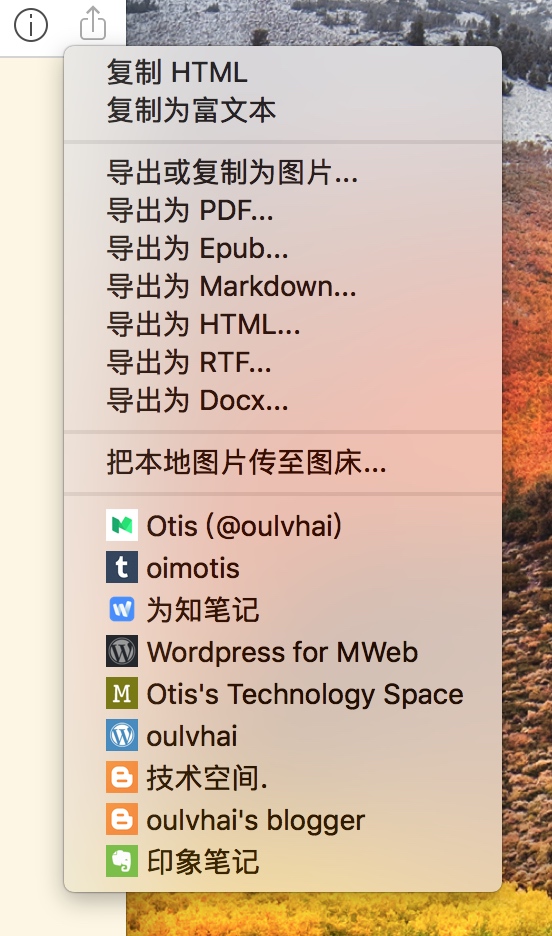 复制 HTML
复制为富文本
导出或复制为图片...
导出为 PDF...
导出为 Epub...
导出为 Markdown...
导出为 HTML...
导出为 RTF...
导出为 Docx...
把本地图片传至图床...
Otis (@oulvhai)
oimotis
为知笔记
Wordpress for MWeb
Otis's Technology Space
oulvhai
技术空间.
oulvhai's blogger
印象笔记